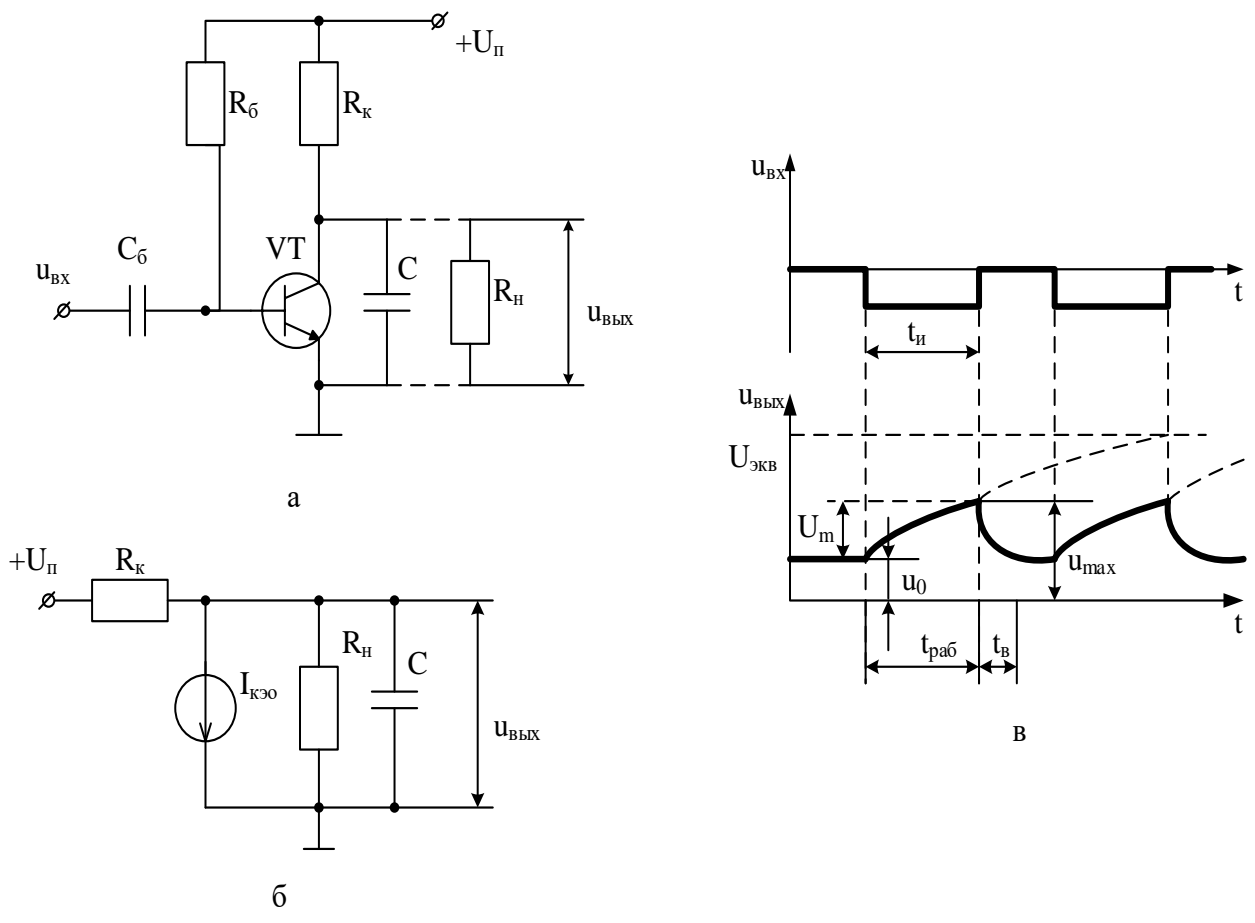 +Uп
Rб
Rк
Cб
VT
C
uвх
Rн
uвых
а
+Uп
Rк
Rн
C
Iкэо
uвых
б
uвх
t
tи
uвых
Uэкв
Um
umax
u0
t
tраб
tв
в